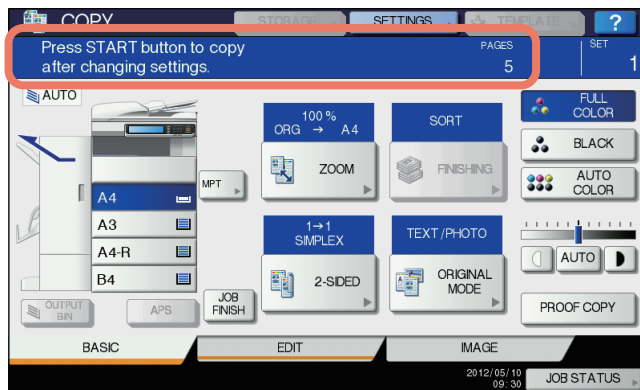 COPY
STORAGE
SETTINGS
TEMPLATE
?
Press START button to copy
after changing settings.
PAGES
5
SET
1
AUTO
100 %
ORG → A4
ZOOM
SORT
FINISHING
FULL
COLOR
BLACK
AUTO
COLOR
MPT
A4
A3
A4-R
B4
1→1
SIMPLEX
2-SIDED
TEXT/PHOTO
ORIGINAL
MODE
AUTO
OUTPUT
BIN
APS
JOB
FINISH
PROOF COPY
BASIC
EDIT
IMAGE
2012/05/10
09:30
JOB STATUS